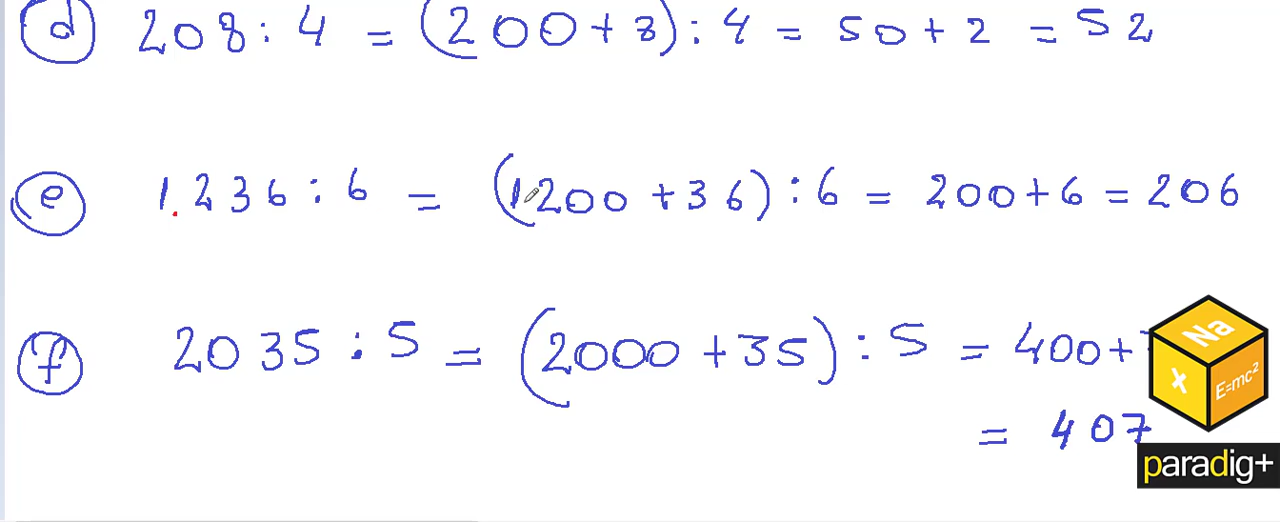 d 208 : 4 = (200 + 8) : 4 = 50 + 2 = 52
e 1.236 : 6 = (1200 + 36) : 6 = 200 + 6 = 206
f 2035 : 5 = (2000 + 35) : 5 = 400 +
= 407
Na
x E=mc²
paradig+